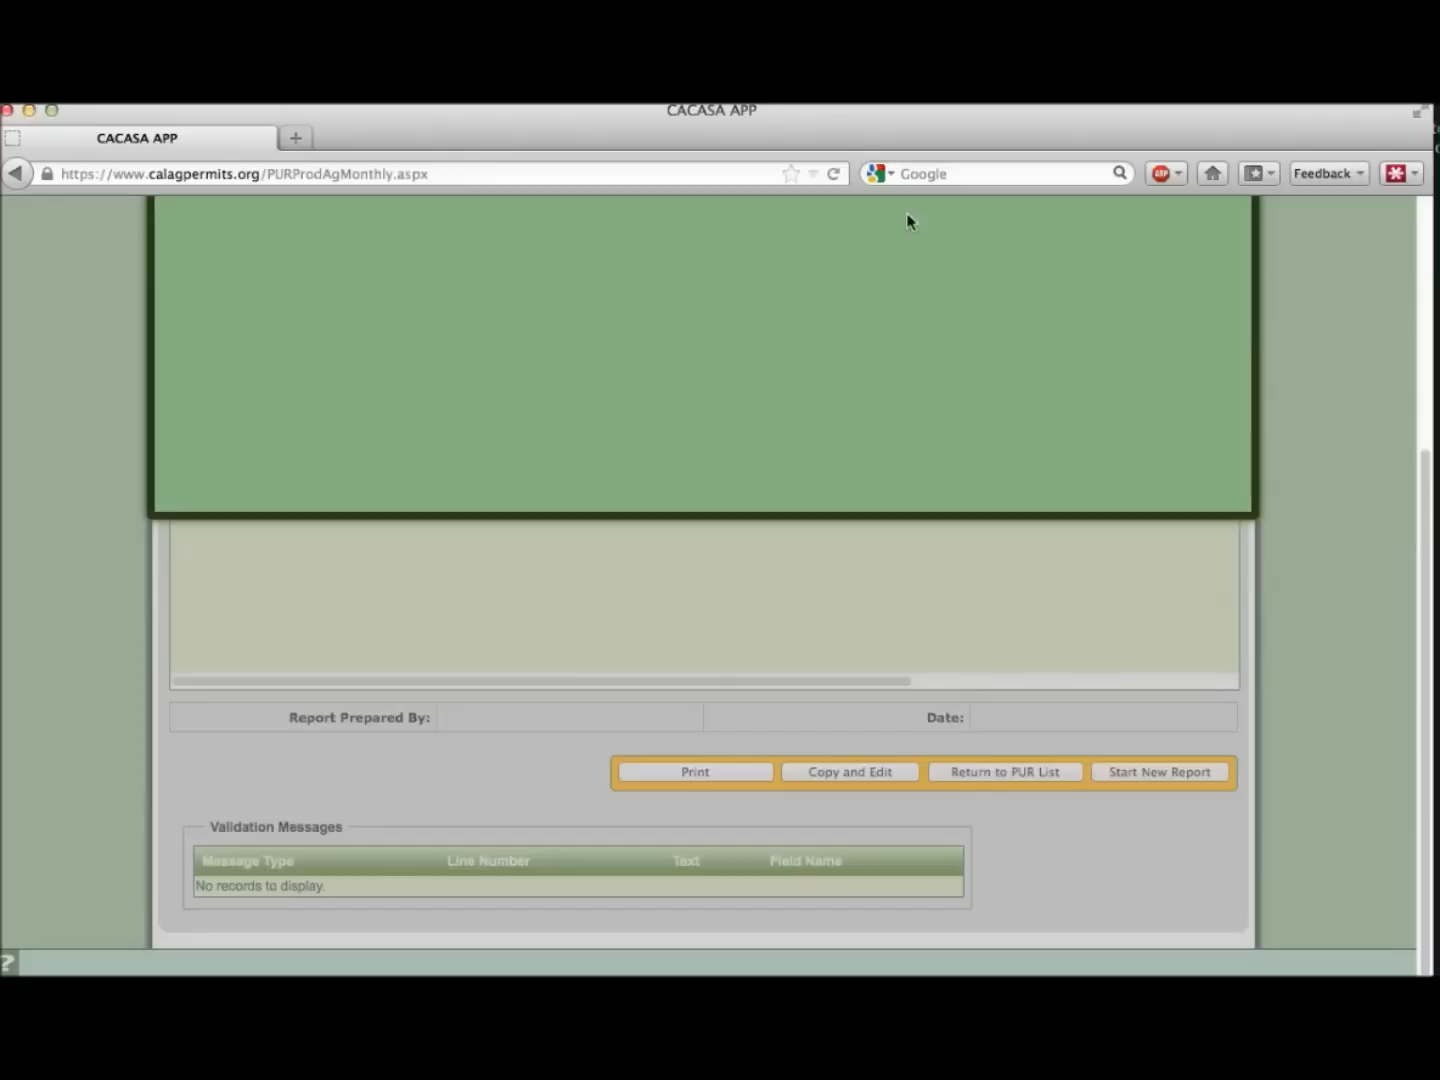 CACASA APP
CACASA APP
https://www.calagpermits.org/PURProdAgMonthly.aspx
Google
ABP
Feedback
Report Prepared By:
Date:
Print
Copy and Edit
Return to PUR List
Start New Report
Validation Messages
Message Type
Line Number
Text
Field Name
No records to display.
?